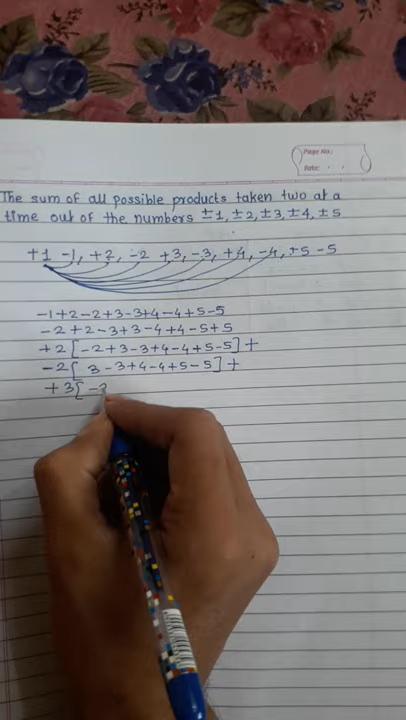 Page No.:
Date:
The sum of all possible products taken two at a
time out of the numbers ±1, ±2, ±3, ±4, ±5
+1 -1, +2, -2 +3, -3, +4, -4, +5 -5
-1+2-2+3-3+4-4+5-5
-2+2-3+3-4+4-5+5
+2[-2+3-3+4-4+5-5]+
-2[ 3-3+4-4+5-5]+
+3[-3